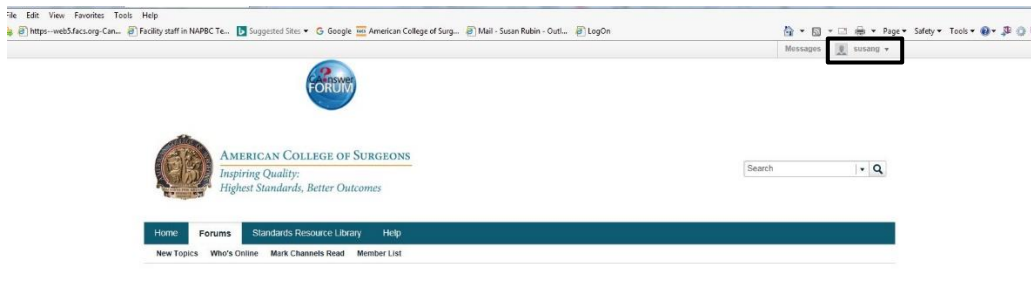 File Edit View Favorites Tools Help
https--web5.facs.org-Can... Facility staff in NAPBC Te... Suggested Sites Google American College of Surg... Mail - Susan Rubin - Outl... LogOn Page Safety Tools
Messages susang
CAnswer
FORUM
AMERICAN COLLEGE OF SURGEONS
Inspiring Quality:
Highest Standards, Better Outcomes
Search
Home Forums Standards Resource Library Help
New Topics Who's Online Mark Channels Read Member List